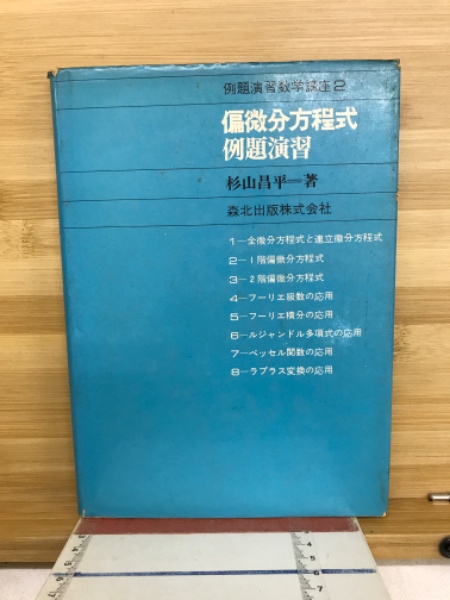 例題演習数学講座2
偏微分方程式
例題演習
杉山昌平=著
森北出版株式会社
1—全微分方程式と連立微分方程式
2—1階偏微分方程式
3—2階偏微分方程式
4—フーリエ級数の応用
5—フーリエ積分の応用
6—ルジャンドル多項式の応用
7—ベッセル関数の応用
8—ラプラス変換の応用